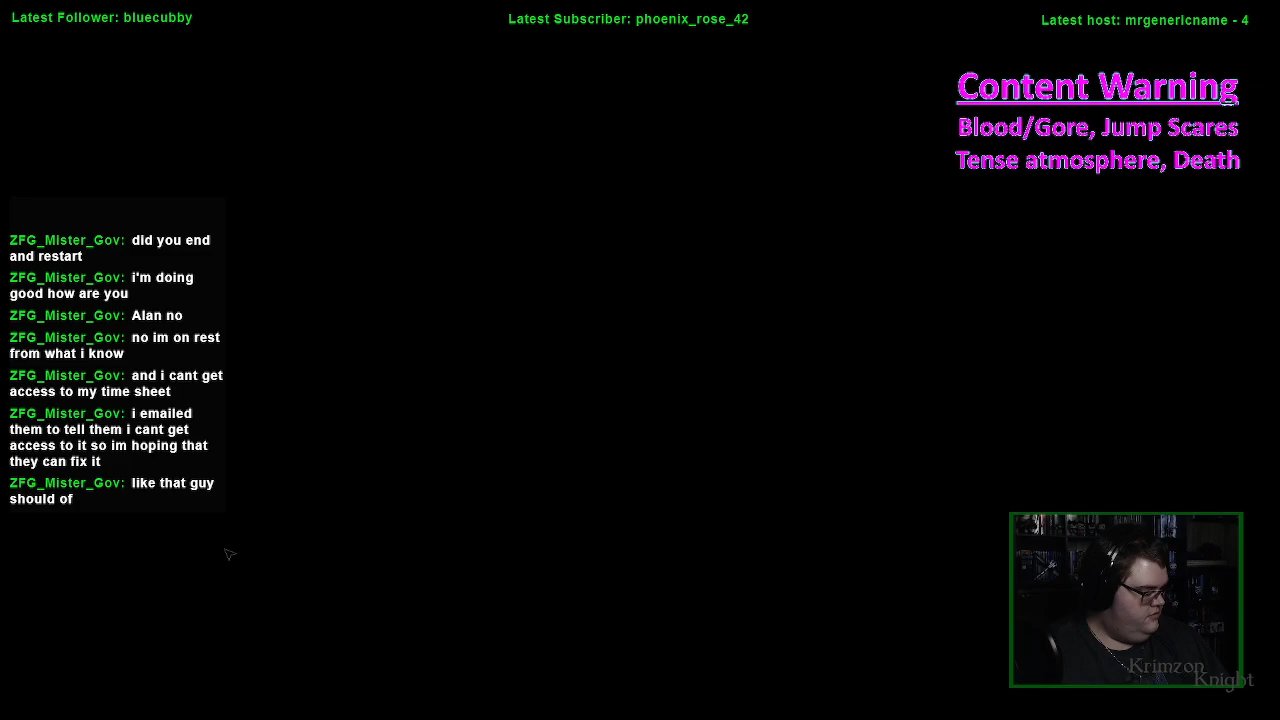 Latest Follower: bluecubby
Latest Subscriber: phoenix_rose_42
Latest host: mrgenericname - 4
Content Warning
Blood/Gore, Jump Scares
Tense atmosphere, Death
ZFG_Mister_Gov: did you end
and restart
ZFG_Mister_Gov: i'm doing
good how are you
ZFG_Mister_Gov: Alan no
ZFG_Mister_Gov: no im on rest
from what i know
ZFG_Mister_Gov: and i cant get
access to my time sheet
ZFG_Mister_Gov: i emailed
them to tell them i cant get
access to it so im hoping that
they can fix it
ZFG_Mister_Gov: like that guy
should of
Krimzon
Knight